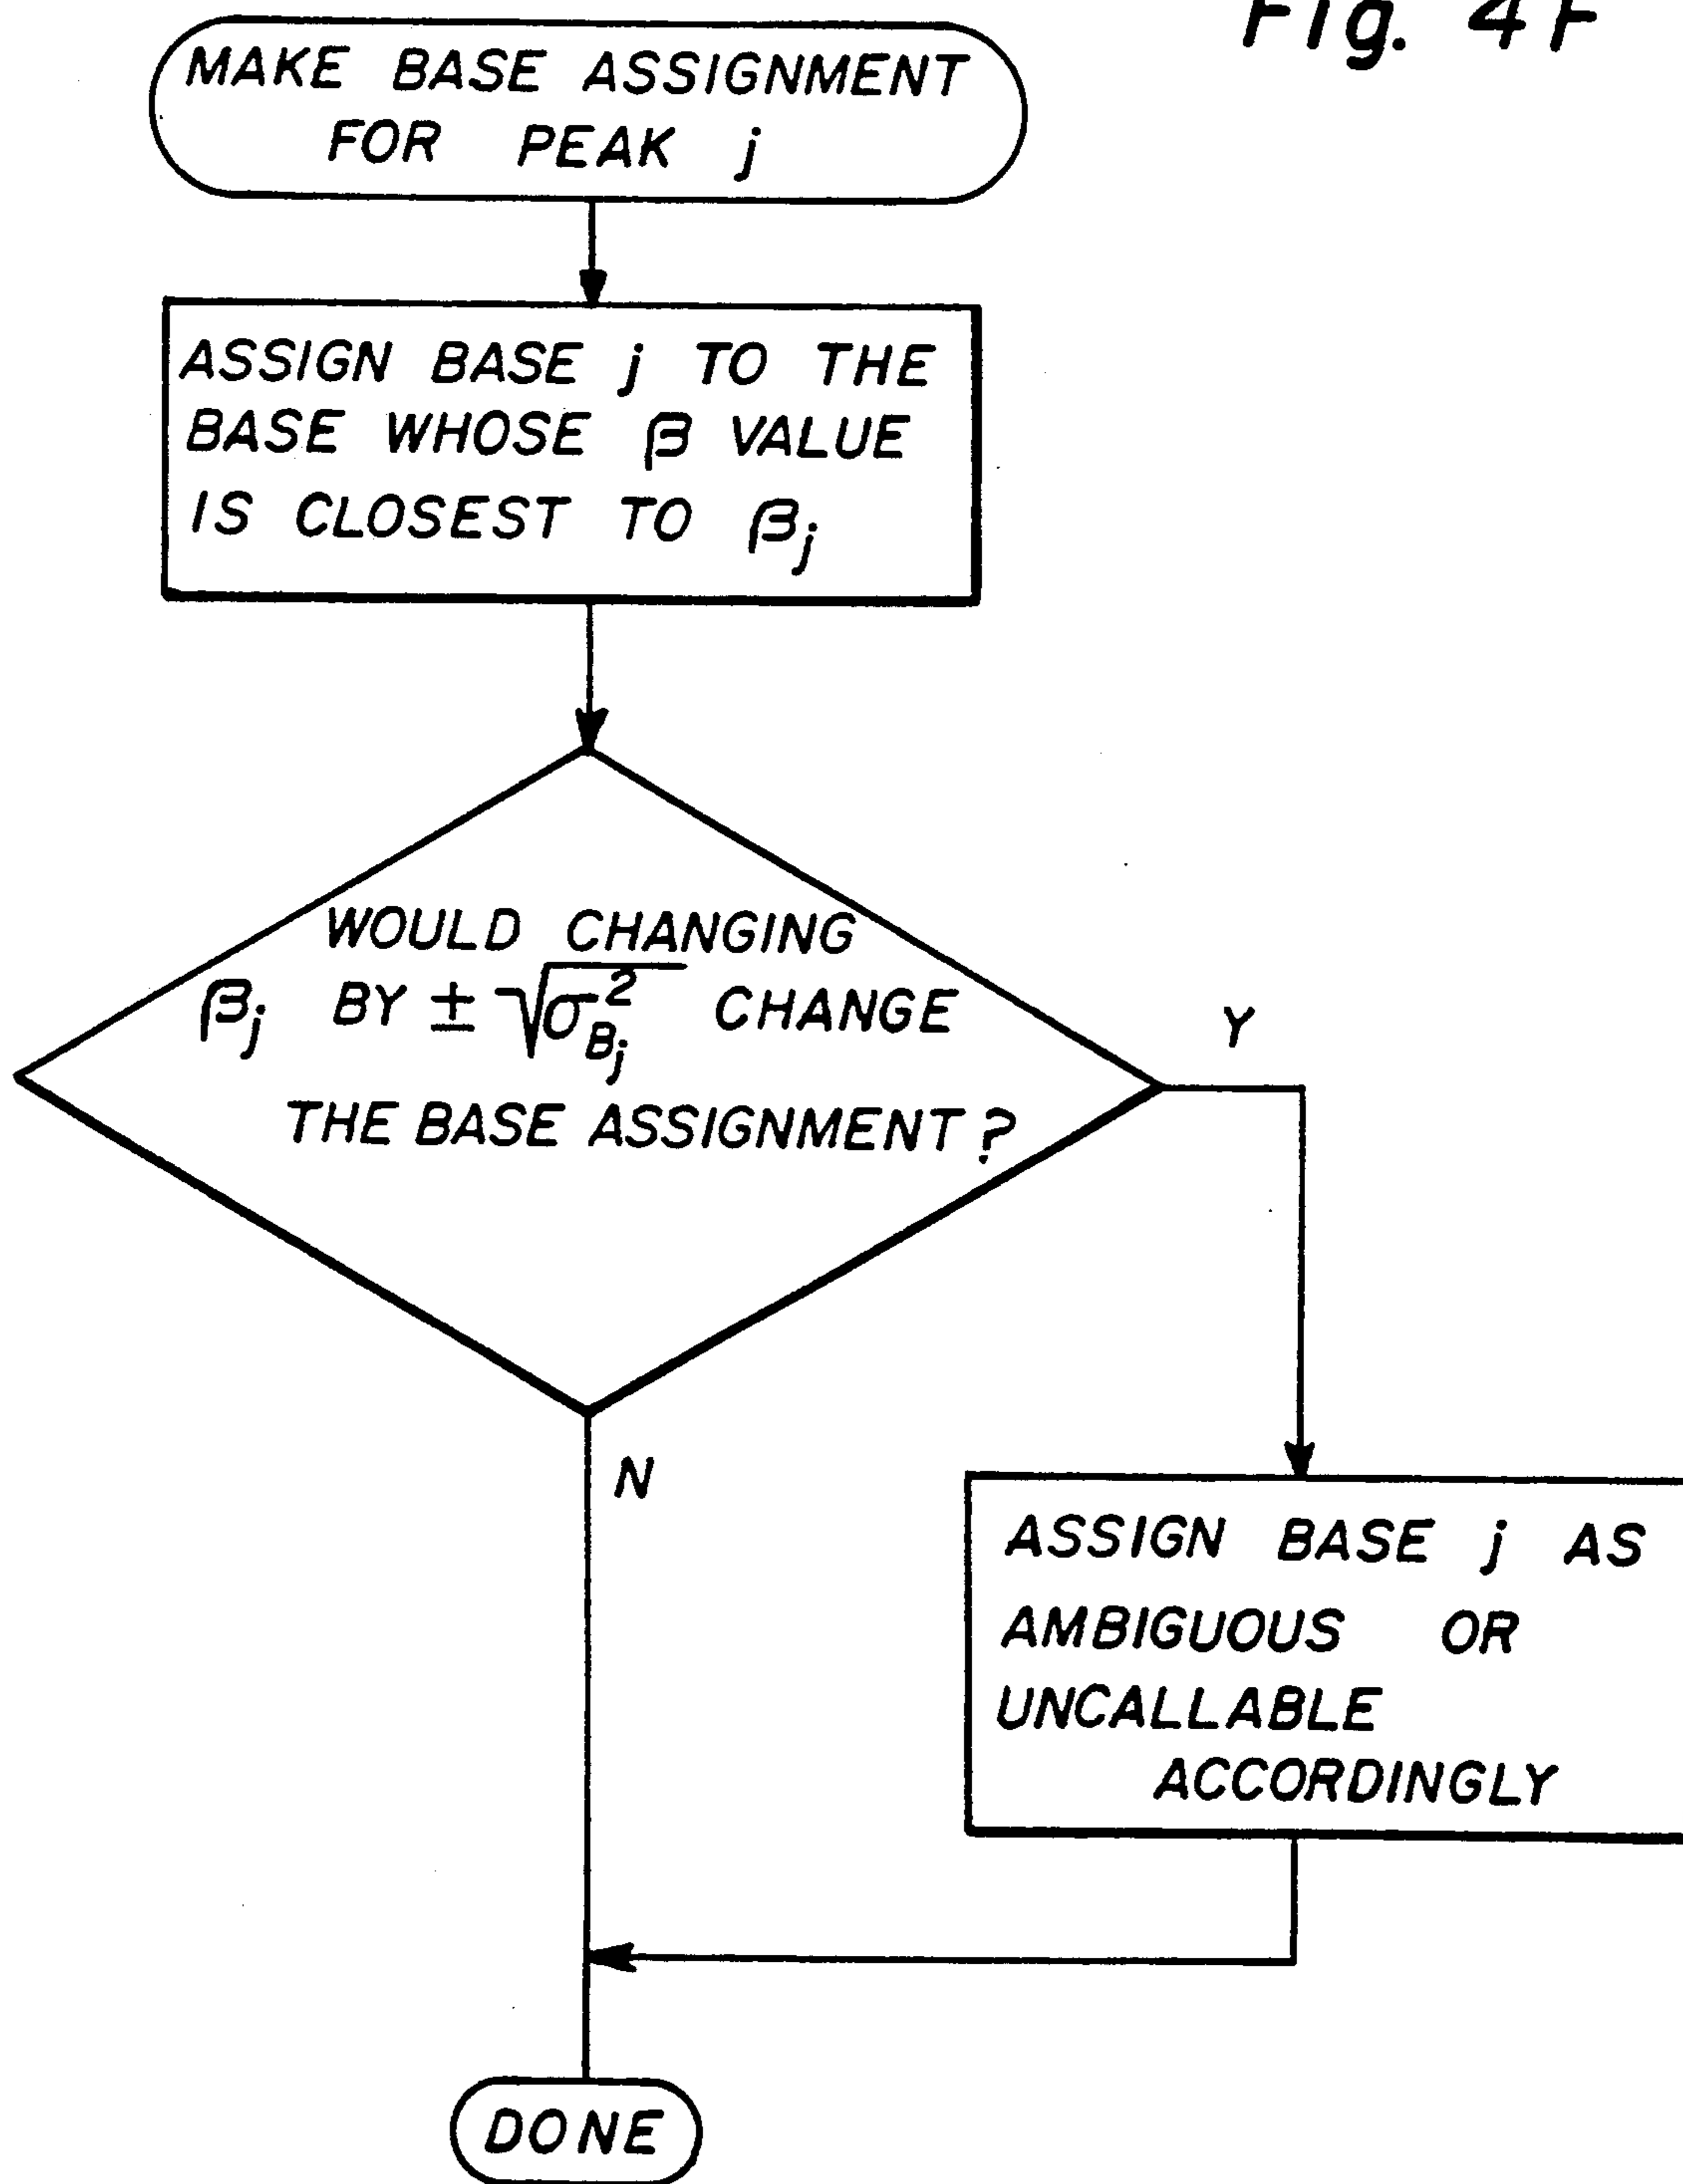 Fig. 4F
MAKE BASE ASSIGNMENT
FOR PEAK j
ASSIGN BASE j TO THE
BASE WHOSE β VALUE
IS CLOSEST TO βj
WOULD CHANGING
βj BY ± √σ²Bj CHANGE
THE BASE ASSIGNMENT?
Y
N
ASSIGN BASE j AS
AMBIGUOUS OR
UNCALLABLE
ACCORDINGLY
DONE